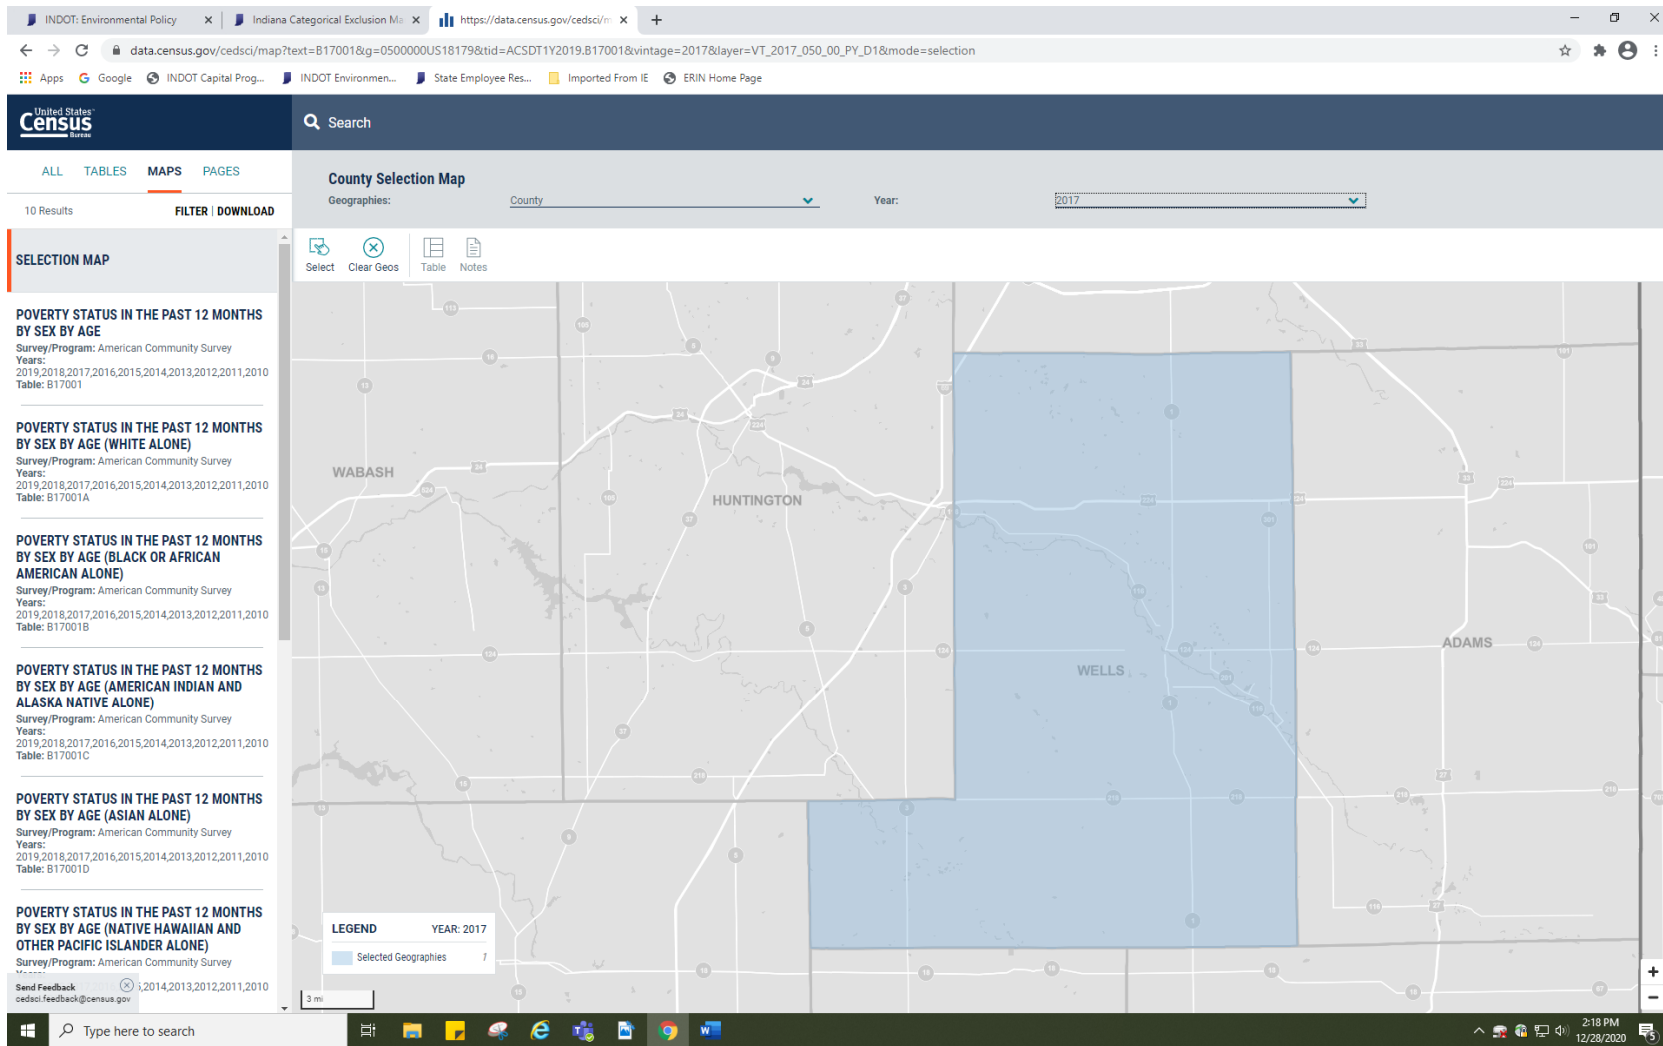 INDOT: Environmental Policy
Indiana Categorical Exclusion Ma
https://data.census.gov/cedsci/m
data.census.gov/cedsci/map?text=B17001&g=0500000US18179&tid=ACSDT1Y2019.B17001&vintage=2017&layer=VT_2017_050_00_PY_D1&mode=selection
Apps
Google
INDOT Capital Prog...
INDOT Environmen...
State Employee Res...
Imported From IE
ERIN Home Page
United States
Census
Bureau
Search
ALL TABLES MAPS PAGES
10 Results
FILTER | DOWNLOAD
County Selection Map
Geographies:
County
Year:
2017
Select
Clear Geos
Table
Notes
SELECTION MAP
POVERTY STATUS IN THE PAST 12 MONTHS
BY SEX BY AGE
Survey/Program: American Community Survey
Years:
2019,2018,2017,2016,2015,2014,2013,2012,2011,2010
Table: B17001
POVERTY STATUS IN THE PAST 12 MONTHS
BY SEX BY AGE (WHITE ALONE)
Survey/Program: American Community Survey
Years:
2019,2018,2017,2016,2015,2014,2013,2012,2011,2010
Table: B17001A
POVERTY STATUS IN THE PAST 12 MONTHS
BY SEX BY AGE (BLACK OR AFRICAN
AMERICAN ALONE)
Survey/Program: American Community Survey
Years:
2019,2018,2017,2016,2015,2014,2013,2012,2011,2010
Table: B17001B
POVERTY STATUS IN THE PAST 12 MONTHS
BY SEX BY AGE (AMERICAN INDIAN AND
ALASKA NATIVE ALONE)
Survey/Program: American Community Survey
Years:
2019,2018,2017,2016,2015,2014,2013,2012,2011,2010
Table: B17001C
POVERTY STATUS IN THE PAST 12 MONTHS
BY SEX BY AGE (ASIAN ALONE)
Survey/Program: American Community Survey
Years:
2019,2018,2017,2016,2015,2014,2013,2012,2011,2010
Table: B17001D
POVERTY STATUS IN THE PAST 12 MONTHS
BY SEX BY AGE (NATIVE HAWAIIAN AND
OTHER PACIFIC ISLANDER ALONE)
Survey/Program: American Community Survey
,2014,2013,2012,2011,2010
Send Feedback
cedsci.feedback@census.gov
WABASH
HUNTINGTON
WELLS
ADAMS
LEGEND YEAR: 2017
Selected Geographies 1
3 mi
Type here to search
2:18 PM
12/28/2020
5